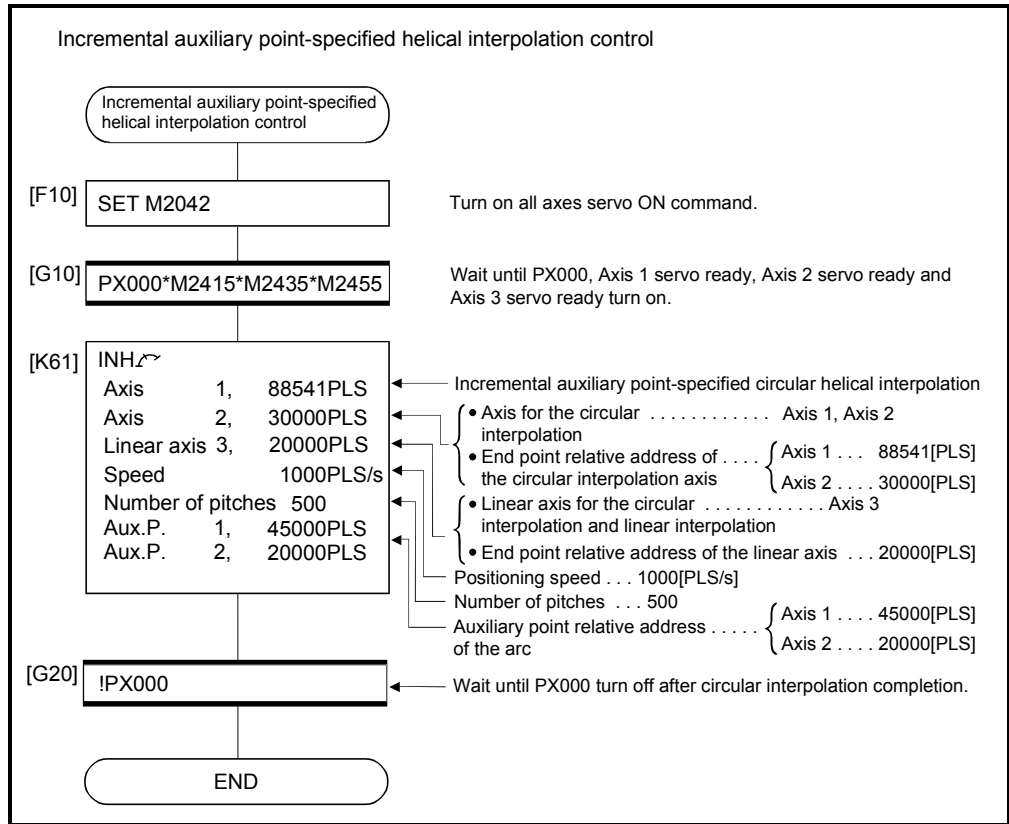 Incremental auxiliary point-specified helical interpolation control
Incremental auxiliary point-specified
helical interpolation control
[F10]
SET M2042
Turn on all axes servo ON command.
[G10]
PX000*M2415*M2435*M2455
Wait until PX000, Axis 1 servo ready, Axis 2 servo ready and
Axis 3 servo ready turn on.
[K61]
INH
Axis 1, 88541PLS
Axis 2, 30000PLS
Linear axis 3, 20000PLS
Speed 1000PLS/s
Number of pitches 500
Aux.P. 1, 45000PLS
Aux.P. 2, 20000PLS
Incremental auxiliary point-specified circular helical interpolation
• Axis for the circular . . . . . . . . . . . . Axis 1, Axis 2
interpolation
• End point relative address of . . . . Axis 1 . . . 88541[PLS]
the circular interpolation axis Axis 2 . . . . 30000[PLS]
• Linear axis for the circular . . . . . . . . . . . . Axis 3
interpolation and linear interpolation
• End point relative address of the linear axis . . . 20000[PLS]
Positioning speed . . . 1000[PLS/s]
Number of pitches . . . 500
Auxiliary point relative address . . . . . Axis 1 . . . . 45000[PLS]
of the arc Axis 2 . . . . 20000[PLS]
[G20]
!PX000
Wait until PX000 turn off after circular interpolation completion.
END